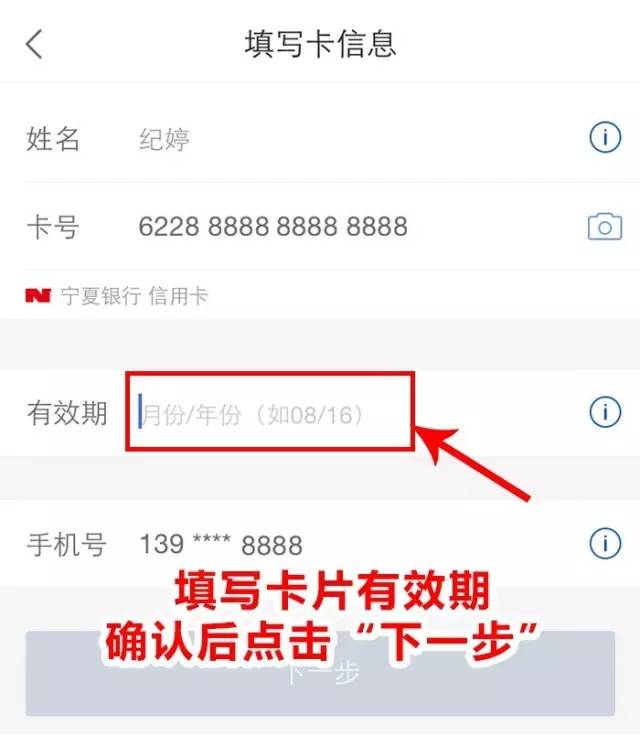 填写卡信息
姓名 纪婷
卡号 6228 8888 8888 8888
宁夏银行 信用卡
有效期 月份/年份（如08/16）
手机号 139 **** 8888
填写卡片有效期
确认后点击“下一步”
下一步